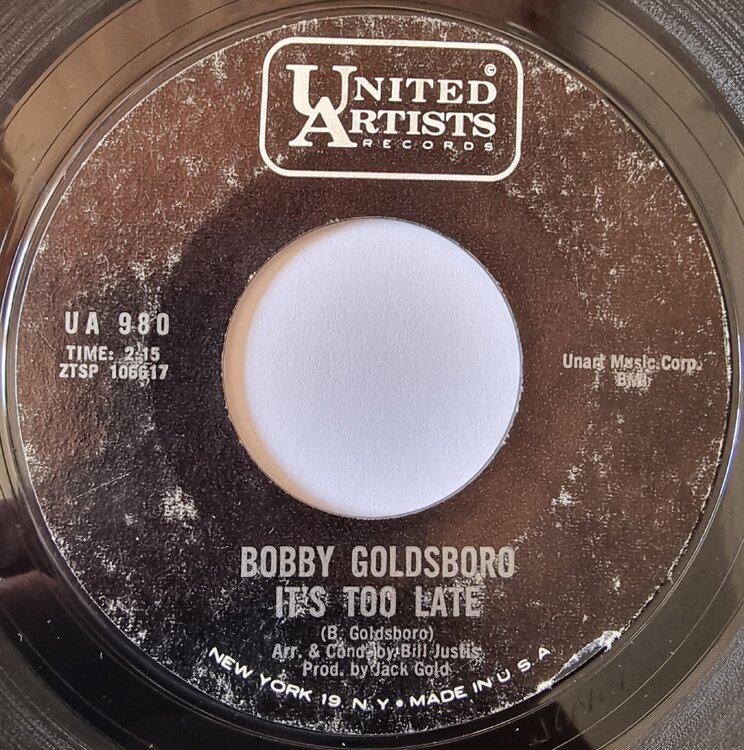 ©
UNITED
ARTISTS
RECORDS
UA 980
TIME: 2:15
ZTSP 106617
Unart Music Corp.
BMI
BOBBY GOLDSBORO
IT'S TOO LATE
(B. Goldsboro)
Arr. & Cond. by Bill Justis
Prod. by Jack Gold
NEW YORK 19, N.Y. • MADE IN U.S.A